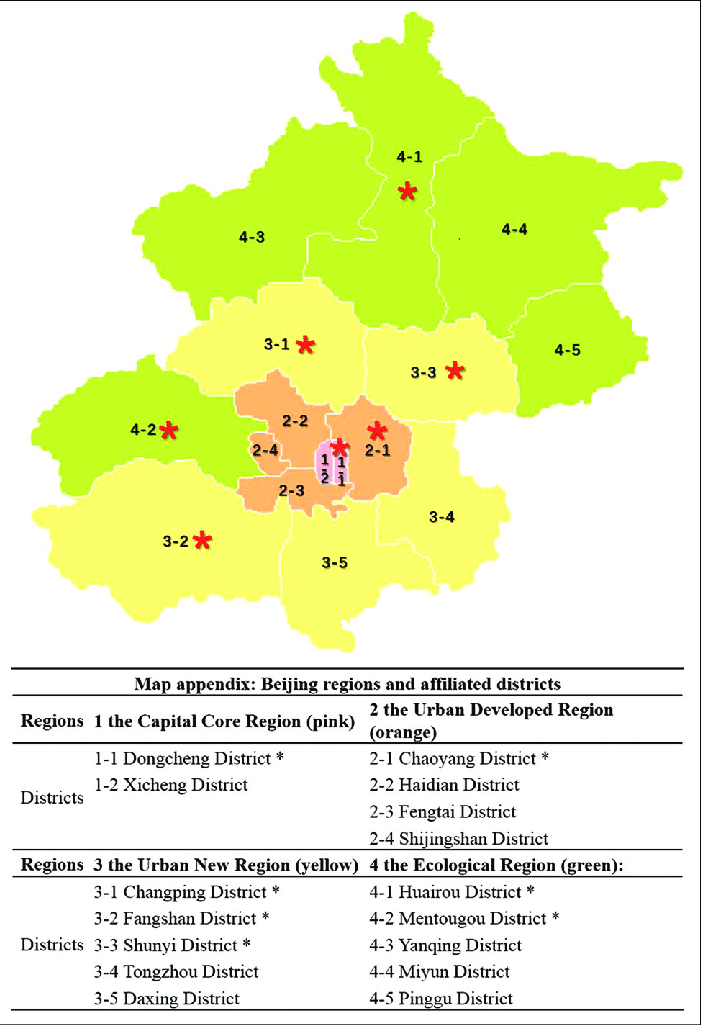 4-1
*
4-3
4-4
3-1 *
4-5
3-3 *
4-2 *
2-2
*
*
2-4
2-1
1-2
1-1
2-3
3-4
3-2 *
3-5
Map appendix: Beijing regions and affiliated districts
Regions 1 the Capital Core Region (pink) 2 the Urban Developed Region
(orange)
1-1 Dongcheng District * 2-1 Chaoyang District *
1-2 Xicheng District 2-2 Haidian District
Districts
2-3 Fengtai District
2-4 Shijingshan District
Regions 3 the Urban New Region (yellow) 4 the Ecological Region (green):
3-1 Changping District * 4-1 Huairou District *
3-2 Fangshan District * 4-2 Mentougou District *
Districts 3-3 Shunyi District * 4-3 Yanqing District
3-4 Tongzhou District 4-4 Miyun District
3-5 Daxing District 4-5 Pinggu District